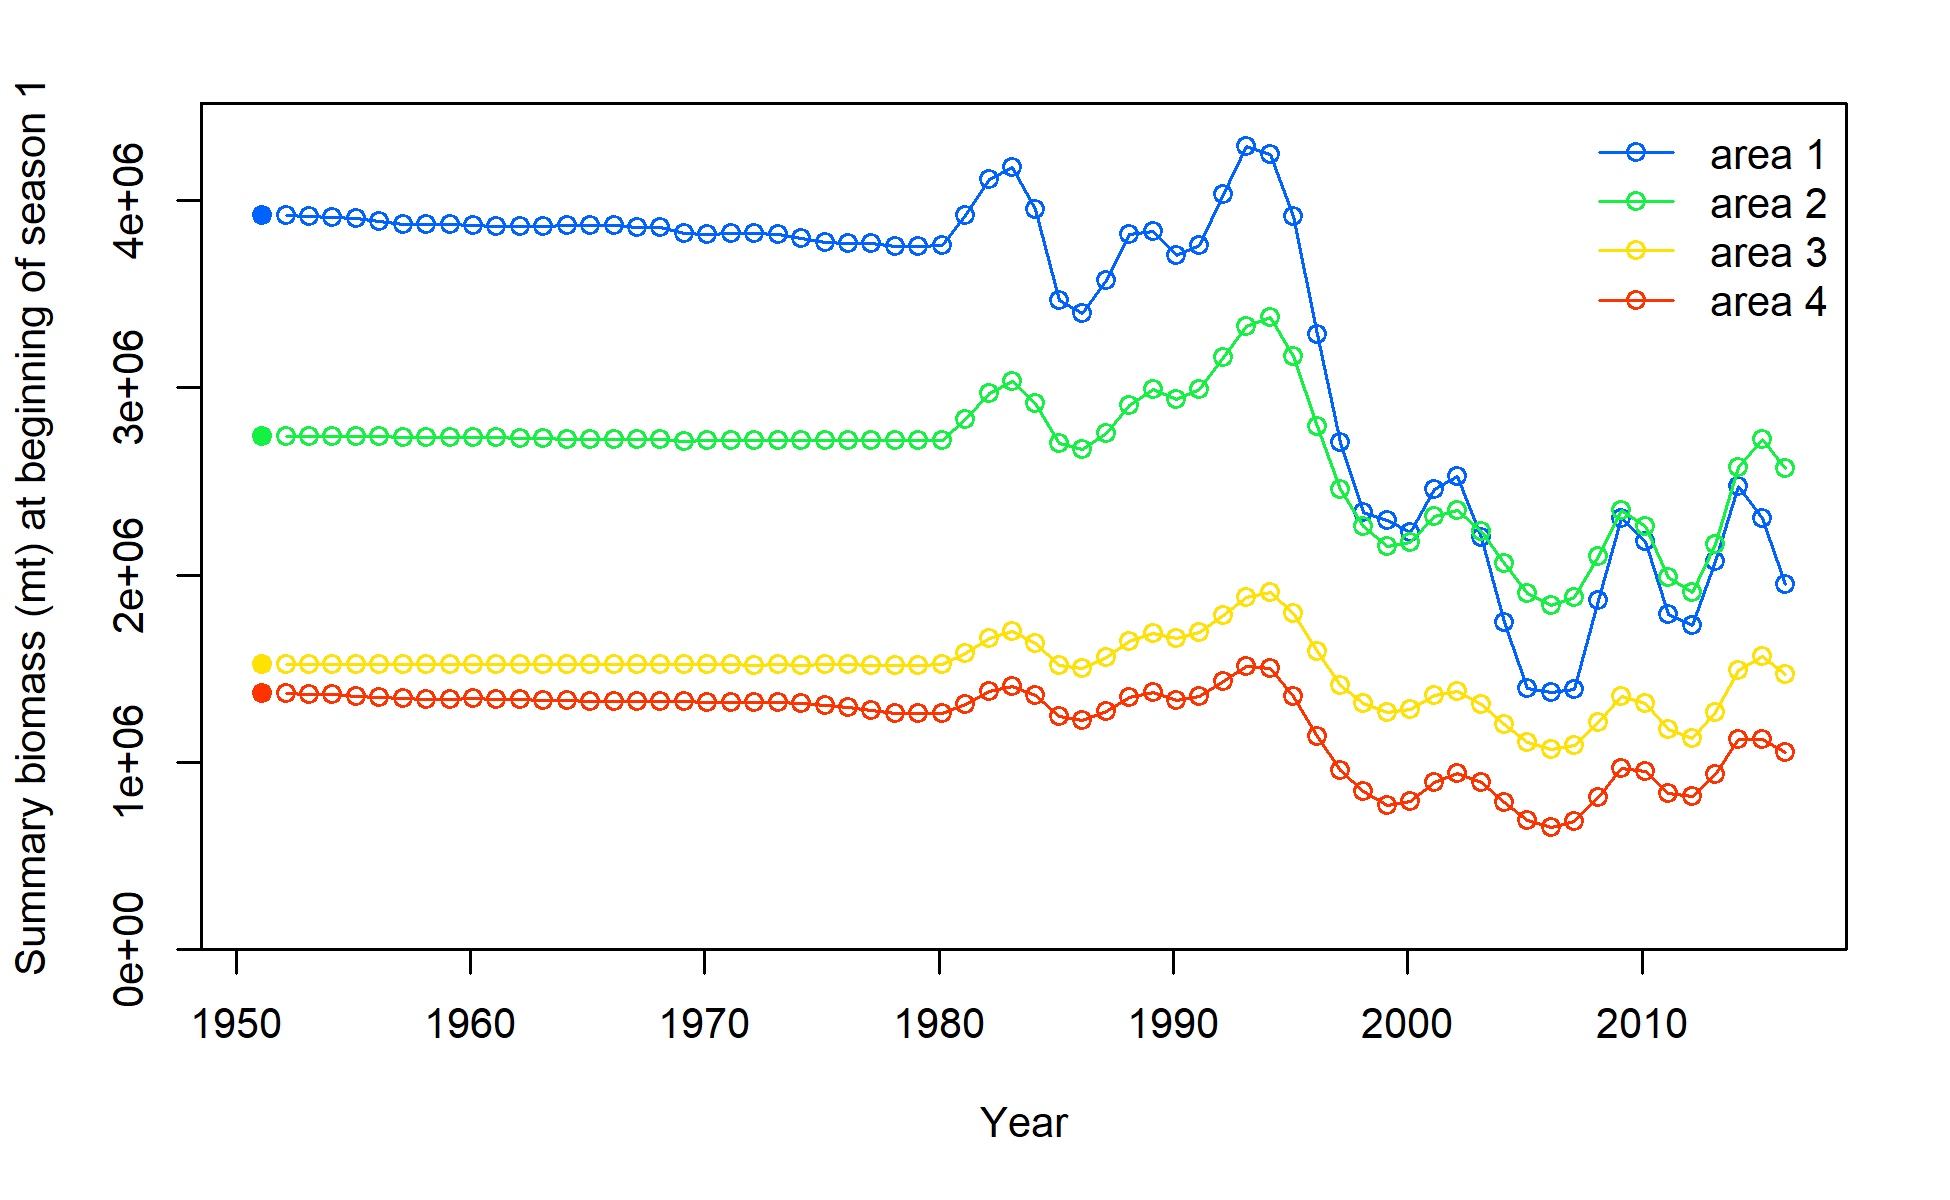 Summary biomass (mt) at beginning of season 1
4e+06
3e+06
2e+06
1e+06
0e+00
area 1
area 2
area 3
area 4
1950 1960 1970 1980 1990 2000 2010
Year